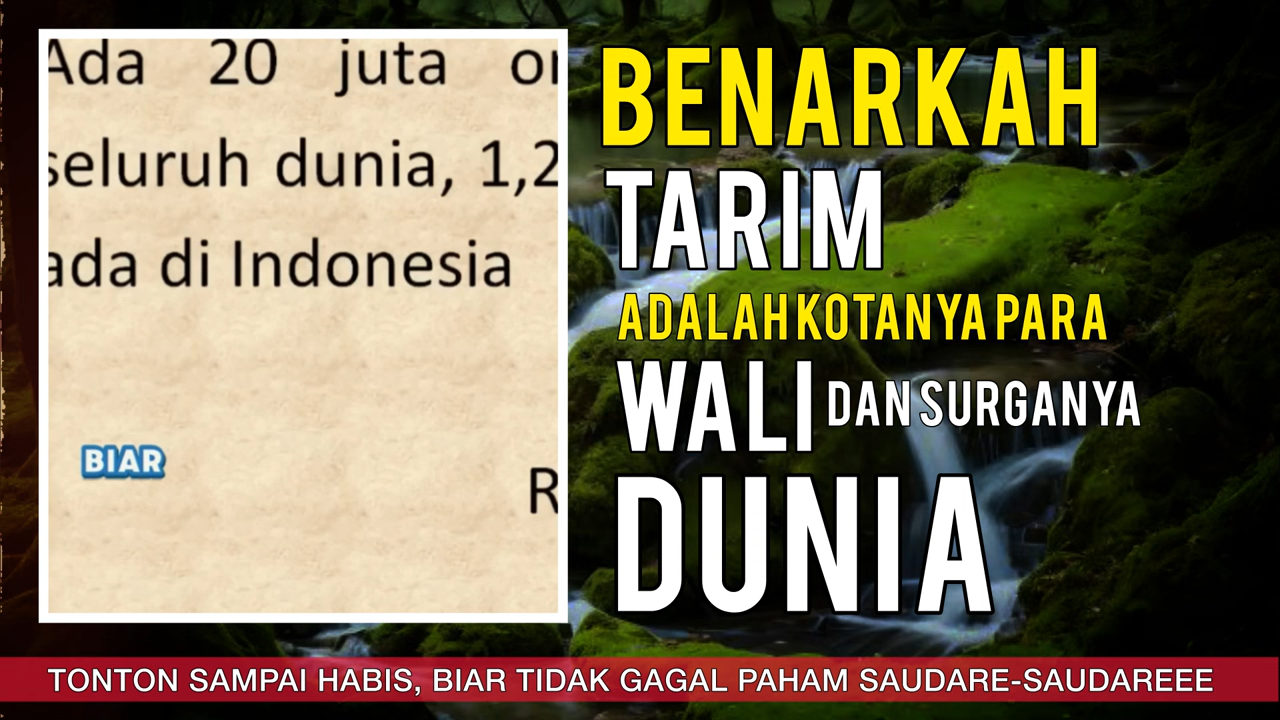 Ada 20 juta or
seluruh dunia, 1,2
ada di Indonesia
BIAR
R
BENARKAH
TARIM
ADALAH KOTANYA PARA
WALI DAN SURGANYA
DUNIA
TONTON SAMPAI HABIS, BIAR TIDAK GAGAL PAHAM SAUDARE-SAUDAREEE